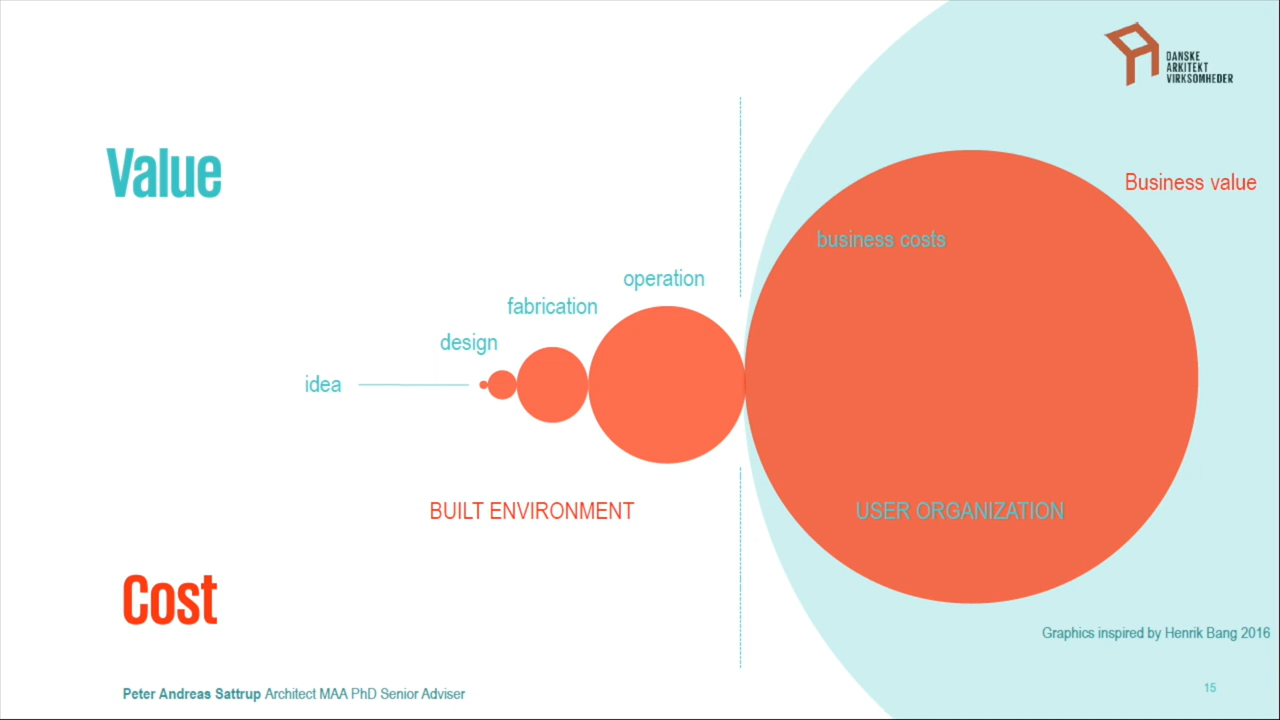 DANSKE
ARKITEKT
VIRKSOMHEDER
Value
Business value
business costs
operation
fabrication
design
idea
BUILT ENVIRONMENT
USER ORGANIZATION
Cost
Graphics inspired by Henrik Bang 2016
Peter Andreas Sattrup Architect MAA PhD Senior Adviser
15